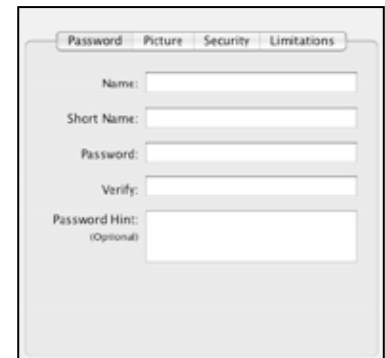 Password Picture Security Limitations
Name:
Short Name:
Password:
Verify:
Password Hint:
(Optional)